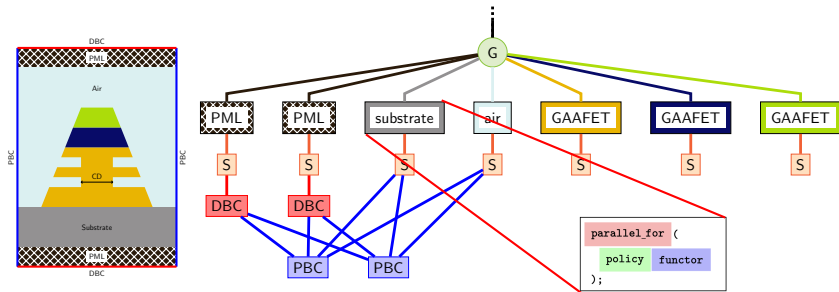 DBC
PML
Air
PBC
PBC
CD
Substrate
PML
DBC
G
PML
PML
substrate
air
GAAFET
GAAFET
GAAFET
S
S
S
S
S
S
S
DBC
DBC
PBC
PBC
parallel_for (
policy functor
);